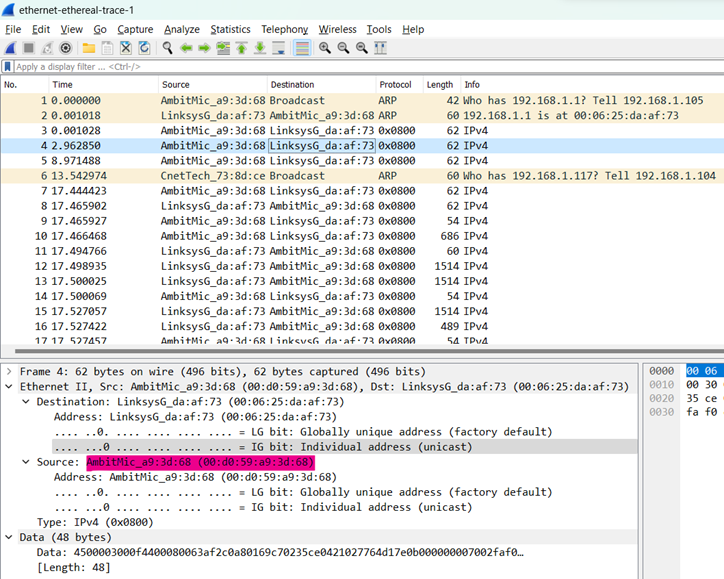 ethernet-ethereal-trace-1
File Edit View Go Capture Analyze Statistics Telephony Wireless Tools Help
Apply a display filter ... <Ctrl-/>
No. Time Source Destination Protocol Length Info
1 0.000000 AmbitMic_a9:3d:68 Broadcast ARP 42 Who has 192.168.1.1? Tell 192.168.1.105
2 0.001018 LinksysG_da:af:73 AmbitMic_a9:3d:68 ARP 60 192.168.1.1 is at 00:06:25:da:af:73
3 0.001028 AmbitMic_a9:3d:68 LinksysG_da:af:73 0x0800 62 IPv4
4 2.962850 AmbitMic_a9:3d:68 LinksysG_da:af:73 0x0800 62 IPv4
5 8.971488 AmbitMic_a9:3d:68 LinksysG_da:af:73 0x0800 62 IPv4
6 13.542974 CnetTech_73:8d:ce Broadcast ARP 60 Who has 192.168.1.117? Tell 192.168.1.104
7 17.444423 AmbitMic_a9:3d:68 LinksysG_da:af:73 0x0800 62 IPv4
8 17.465902 LinksysG_da:af:73 AmbitMic_a9:3d:68 0x0800 62 IPv4
9 17.465927 AmbitMic_a9:3d:68 LinksysG_da:af:73 0x0800 54 IPv4
10 17.466468 AmbitMic_a9:3d:68 LinksysG_da:af:73 0x0800 686 IPv4
11 17.494766 LinksysG_da:af:73 AmbitMic_a9:3d:68 0x0800 60 IPv4
12 17.498935 LinksysG_da:af:73 AmbitMic_a9:3d:68 0x0800 1514 IPv4
13 17.500025 LinksysG_da:af:73 AmbitMic_a9:3d:68 0x0800 1514 IPv4
14 17.500069 AmbitMic_a9:3d:68 LinksysG_da:af:73 0x0800 54 IPv4
15 17.527057 LinksysG_da:af:73 AmbitMic_a9:3d:68 0x0800 1514 IPv4
16 17.527422 LinksysG_da:af:73 AmbitMic_a9:3d:68 0x0800 489 IPv4
17 17.527457 AmbitMic_a9:3d:68 LinksysG_da:af:73 0x0800 54 IPv4
Frame 4: 62 bytes on wire (496 bits), 62 bytes captured (496 bits)
Ethernet II, Src: AmbitMic_a9:3d:68 (00:d0:59:a9:3d:68), Dst: LinksysG_da:af:73 (00:06:25:da:af:73)
Destination: LinksysG_da:af:73 (00:06:25:da:af:73)
Address: LinksysG_da:af:73 (00:06:25:da:af:73)
.... ..0. .... .... .... .... = LG bit: Globally unique address (factory default)
.... ...0 .... .... .... .... = IG bit: Individual address (unicast)
Source: AmbitMic_a9:3d:68 (00:d0:59:a9:3d:68)
Address: AmbitMic_a9:3d:68 (00:d0:59:a9:3d:68)
.... ..0. .... .... .... .... = LG bit: Globally unique address (factory default)
.... ...0 .... .... .... .... = IG bit: Individual address (unicast)
Type: IPv4 (0x0800)
Data (48 bytes)
Data: 4500003000f4400080063af2c0a80169c70235ce0421027764d17e0b000000007002faf0…
[Length: 48]
0000 00 06
0010 00 30
0020 35 ce
0030 fa f0